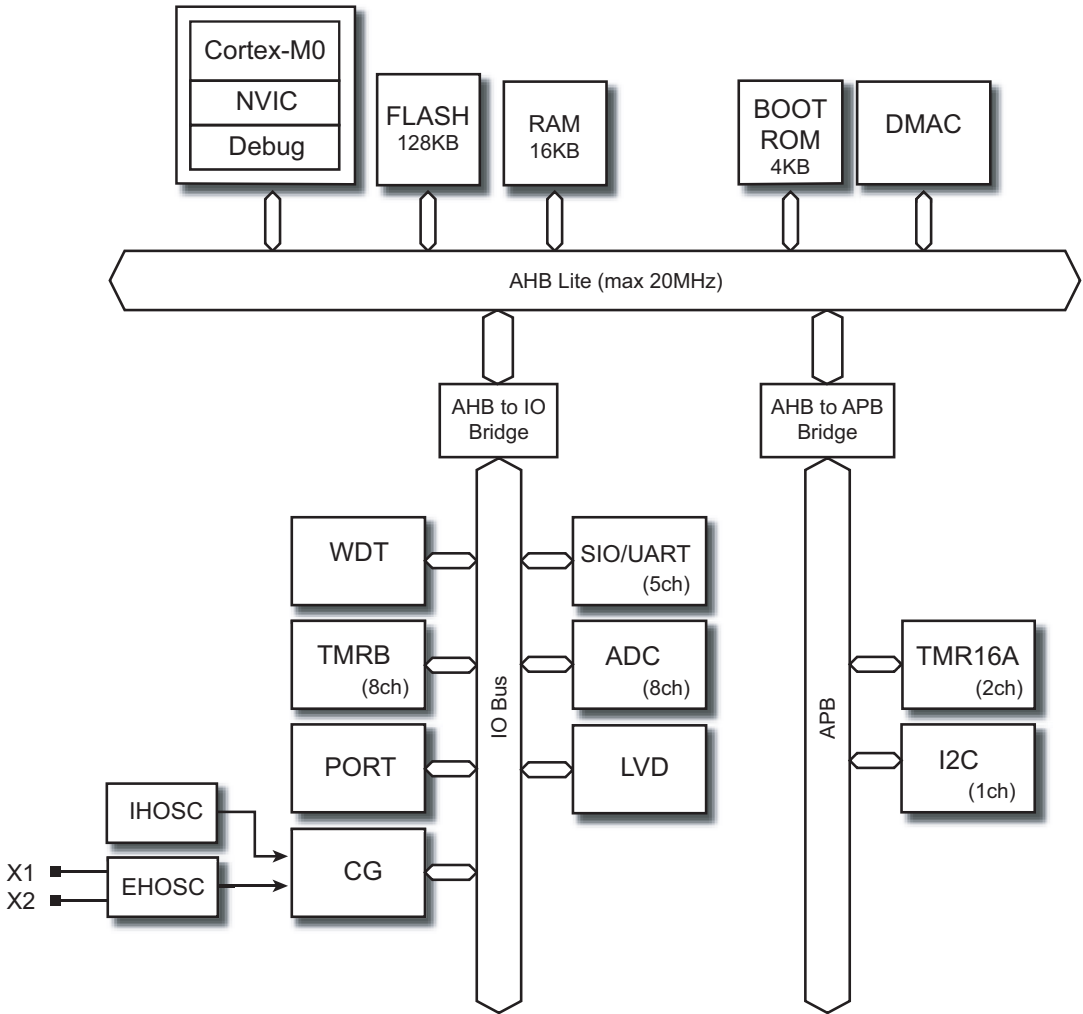 Cortex-M0
NVIC
Debug
FLASH
128KB
RAM
16KB
BOOT
ROM
4KB
DMAC
AHB Lite (max 20MHz)
AHB to IO
Bridge
AHB to APB
Bridge
WDT
SIO/UART
(5ch)
TMRB
(8ch)
ADC
(8ch)
IO Bus
PORT
LVD
APB
TMR16A
(2ch)
I2C
(1ch)
IHOSC
X1
X2
EHOSC
CG